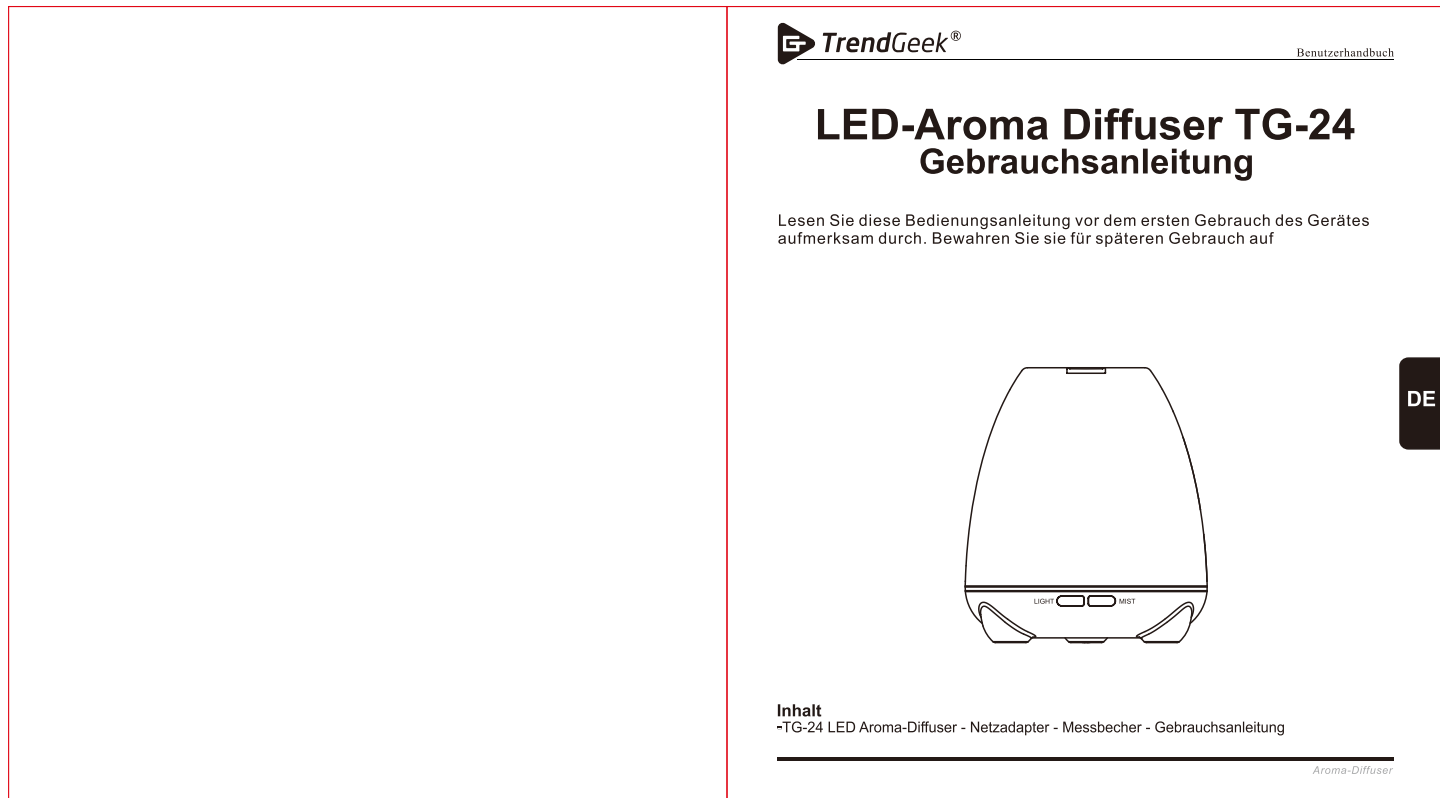 TrendGeek®
Benutzerhandbuch
LED-Aroma Diffuser TG-24
Gebrauchsanleitung
Lesen Sie diese Bedienungsanleitung vor dem ersten Gebrauch des Gerätes
aufmerksam durch. Bewahren Sie sie für späteren Gebrauch auf
DE
LIGHT MIST
Inhalt
-TG-24 LED Aroma-Diffuser - Netzadapter - Messbecher - Gebrauchsanleitung
Aroma-Diffuser